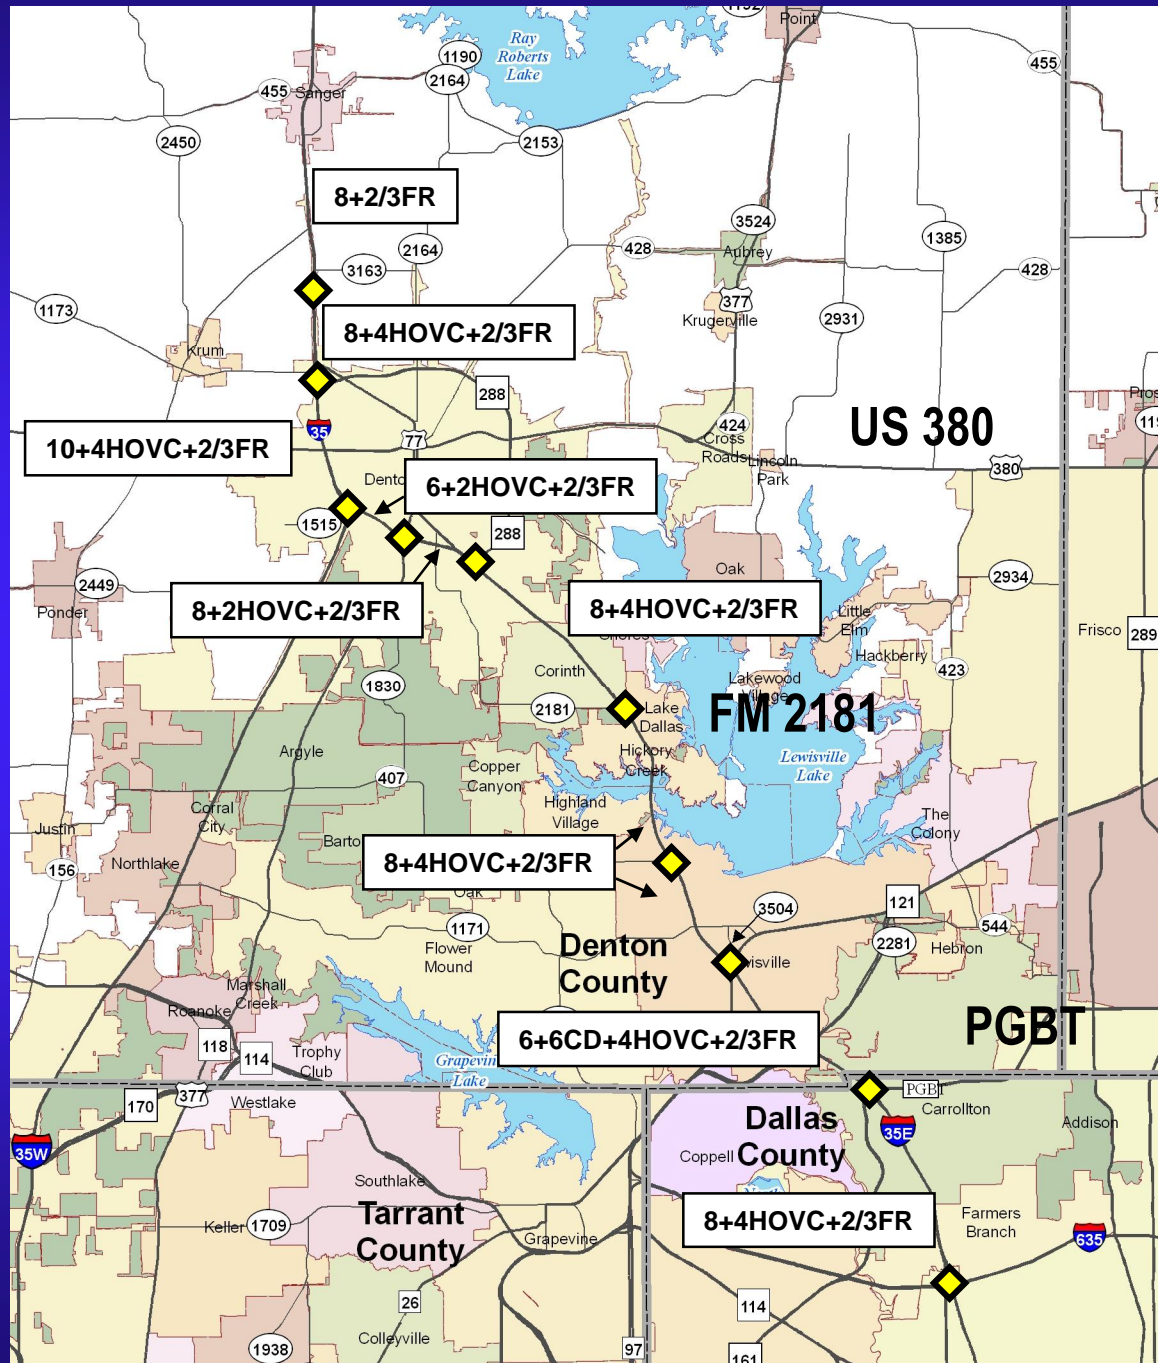 Point
Ray
Roberts
Lake
1190
2164
455
455
Sanger
2450
2153
8+2/3FR
3524
1385
2164
428
Aubrey
3163
428
377
1173
Krugerville
2931
8+4HOVC+2/3FR
Krum
288
35
424
US 380
77
10+4HOVC+2/3FR
Cross
Roads
Lincoln
Park
380
6+2HOVC+2/3FR
1515
288
Oak
2934
2449
Ponder
8+2HOVC+2/3FR
8+4HOVC+2/3FR
Little
Elm
Frisco
289
Hackberry
Corinth
1830
Lakewood
Village
423
2181
Lake
Dallas
FM 2181
Argyle
Hickory
Creek
Lewisville
Lake
Copper
Canyon
407
Highland
Village
Corral
City
The
Colony
Justin
Northlake
8+4HOVC+2/3FR
156
Oak
121
3504
1171
544
Flower
Mound
Denton
County
2281
Hebron
Marshall
Creek
Roanoke
PGBT
6+6CD+4HOVC+2/3FR
118
114
Trophy
Club
Lake
377
PGBT
170
Westlake
Carrollton
Dallas
County
Addison
35E
35W
Coppell
Southlake
8+4HOVC+2/3FR
Farmers
Branch
Keller
1709
Tarrant
County
Grapevine
635
26
114
Colleyville
1938
97
161